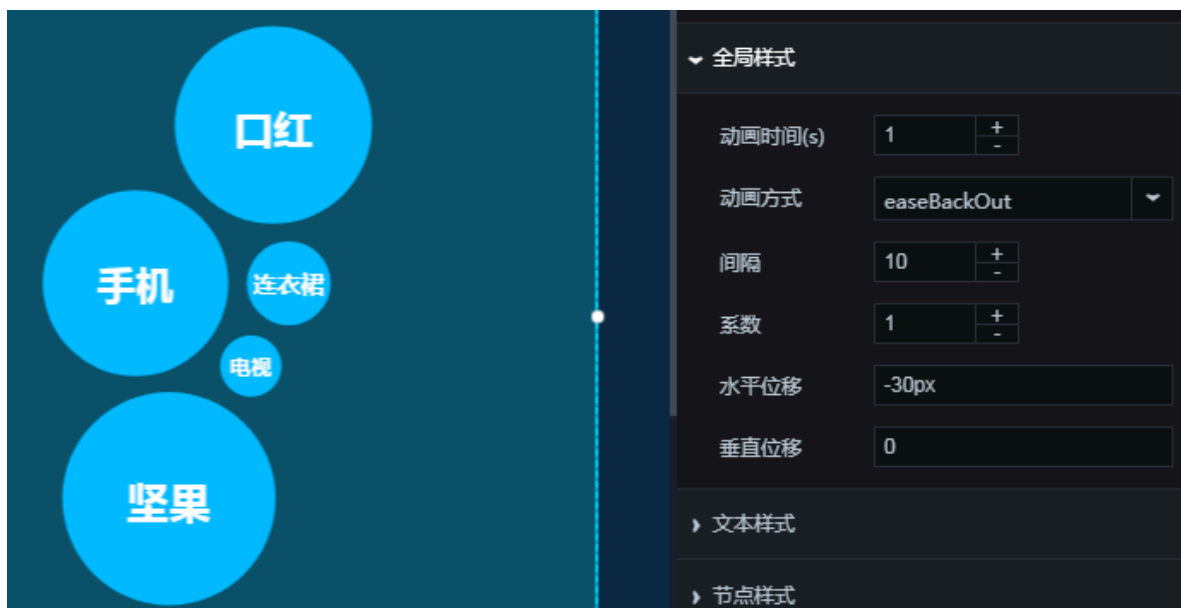 口红
手机
连衣裙
电视
坚果
全局样式
动画时间(s)
1
+
-
动画方式
easeBackOut
间隔
10
+
-
系数
1
+
-
水平位移
-30px
垂直位移
0
文本样式
节点样式